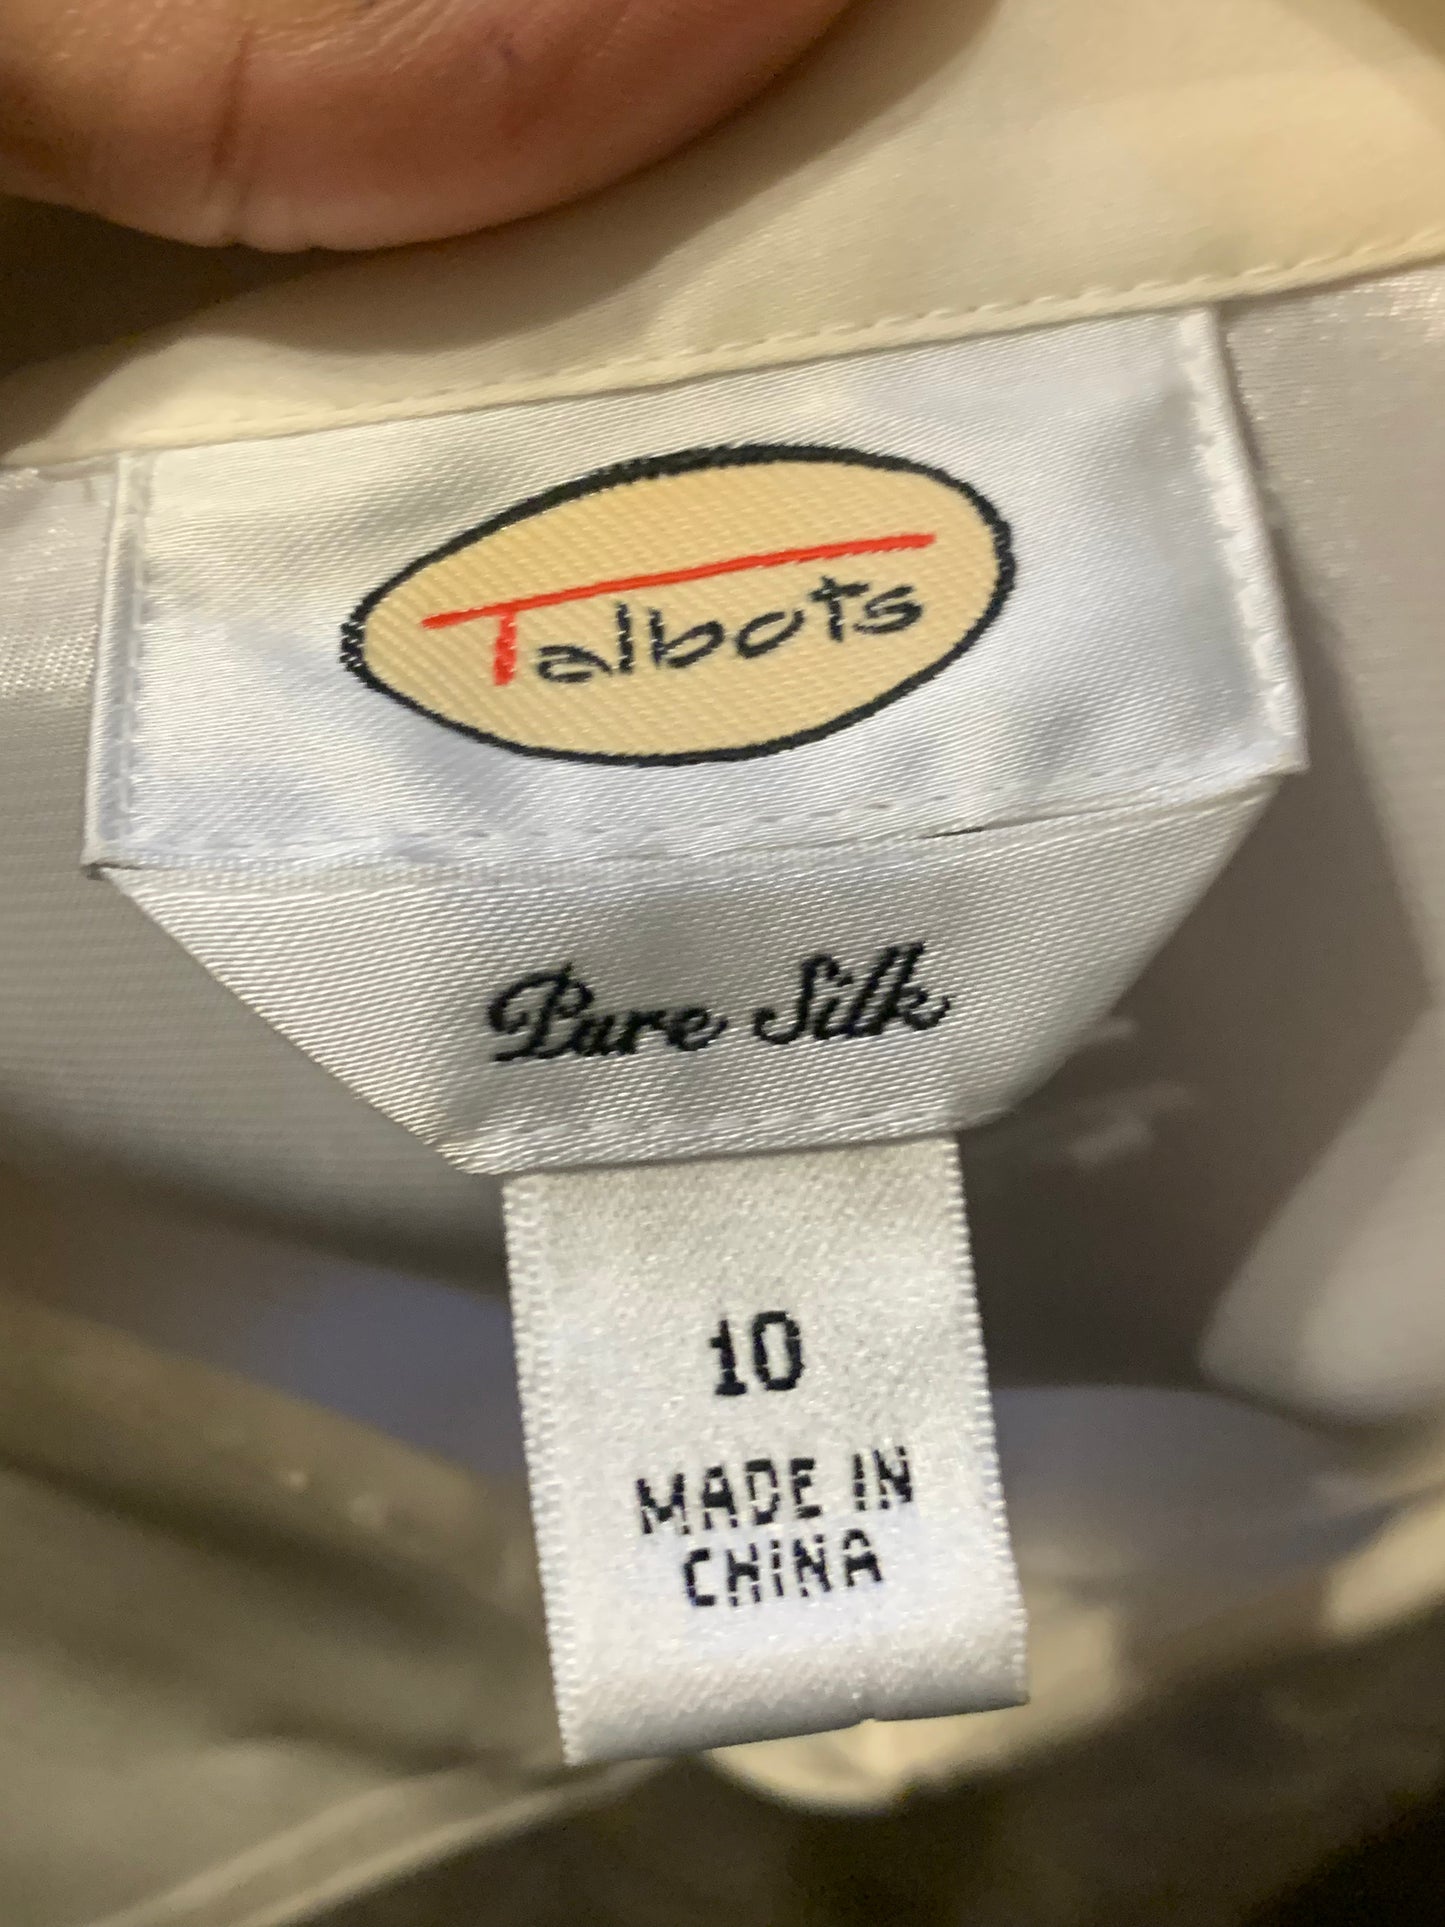 Talbots
Pure Silk
10
MADE IN
CHINA